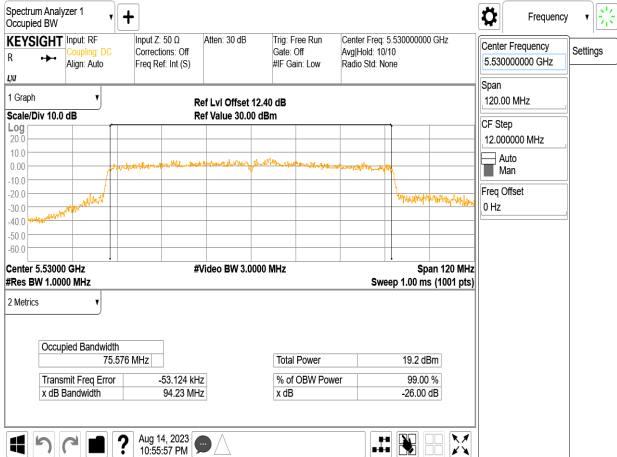 Spectrum Analyzer 1
Occupied BW
KEYSIGHT
R
LXI
Input: RF
Coupling: DC
Align: Auto
Input Z: 50 Ω
Corrections: Off
Freq Ref: Int (S)
Atten: 30 dB
Trig: Free Run
Gate: Off
#IF Gain: Low
Center Freq: 5.530000000 GHz
Avg|Hold: 10/10
Radio Std: None
1 Graph
Scale/Div 10.0 dB
Ref Lvl Offset 12.40 dB
Ref Value 30.00 dBm
Log
20.0
10.0
0.00
-10.0
-20.0
-30.0
-40.0
-50.0
-60.0
Center 5.53000 GHz
#Res BW 1.0000 MHz
#Video BW 3.0000 MHz
Span 120 MHz
Sweep 1.00 ms (1001 pts)
2 Metrics
Occupied Bandwidth
75.576 MHz
Total Power 19.2 dBm
Transmit Freq Error -53.124 kHz
% of OBW Power 99.00 %
x dB Bandwidth 94.23 MHz
x dB -26.00 dB
?
Aug 14, 2023
10:55:57 PM
Frequency
Settings
Center Frequency
5.530000000 GHz
Span
120.00 MHz
CF Step
12.000000 MHz
Auto
Man
Freq Offset
0 Hz